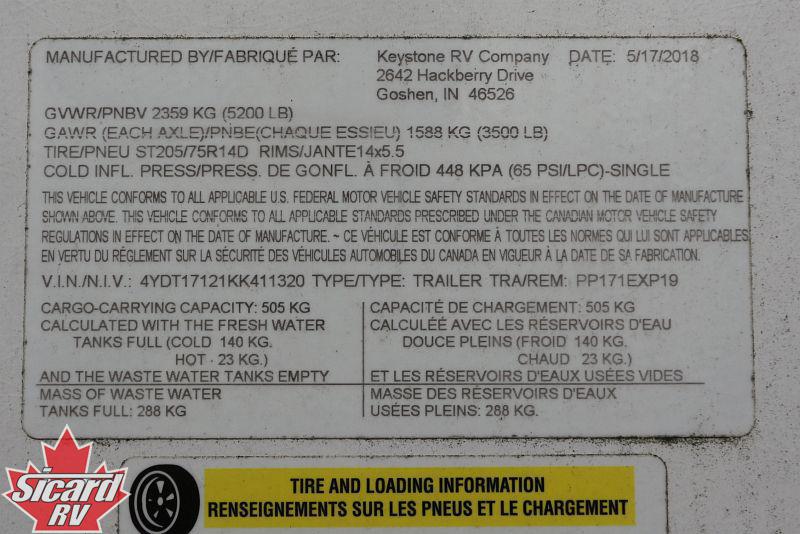 MANUFACTURED BY/FABRIQUÉ PAR: Keystone RV Company DATE: 5/17/2018
2642 Hackberry Drive
Goshen, IN 46526
GVWR/PNBV 2359 KG (5200 LB)
GAWR (EACH AXLE)/PNBE(CHAQUE ESSIEU) 1588 KG (3500 LB)
TIRE/PNEU ST205/75R14D RIMS/JANTE14x5.5
COLD INFL. PRESS/PRESS. DE GONFL. À FROID 448 KPA (65 PSI/LPC)-SINGLE
THIS VEHICLE CONFORMS TO ALL APPLICABLE U.S. FEDERAL MOTOR VEHICLE SAFETY STANDARDS IN EFFECT ON THE DATE OF MANUFACTURE
SHOWN ABOVE. THIS VEHICLE CONFORMS TO ALL APPLICABLE STANDARDS PRESCRIBED UNDER THE CANADIAN MOTOR VEHICLE SAFETY
REGULATIONS IN EFFECT ON THE DATE OF MANUFACTURE. ~ CE VÉHICULE EST CONFORME À TOUTES LES NORMES QUI LUI SONT APPLICABLES
EN VERTU DU RÉGLEMENT SUR LA SÉCURITÉ DES VÉHICULES AUTOMOBILES DU CANADA EN VIGUEUR À LA DATE DE SA FABRICATION.
V.I.N./N.I.V.: 4YDT17121KK411320 TYPE/TYPE: TRAILER TRA/REM: PP171EXP19
CARGO-CARRYING CAPACITY: 505 KG
CALCULATED WITH THE FRESH WATER
TANKS FULL (COLD 140 KG.
HOT - 23 KG.)
AND THE WASTE WATER TANKS EMPTY
MASS OF WASTE WATER
TANKS FULL: 288 KG
CAPACITÉ DE CHARGEMENT: 505 KG
CALCULÉE AVEC LES RÉSERVOIRS D'EAU
DOUCE PLEINS (FROID 140 KG.
CHAUD 23 KG.)
ET LES RÉSERVOIRS D'EAUX USÉES VIDES
MASSE DES RÉSERVOIRS D'EAUX
USÉES PLEINS: 288 KG.
TIRE AND LOADING INFORMATION
RENSEIGNEMENTS SUR LES PNEUS ET LE CHARGEMENT
Sicard
RV